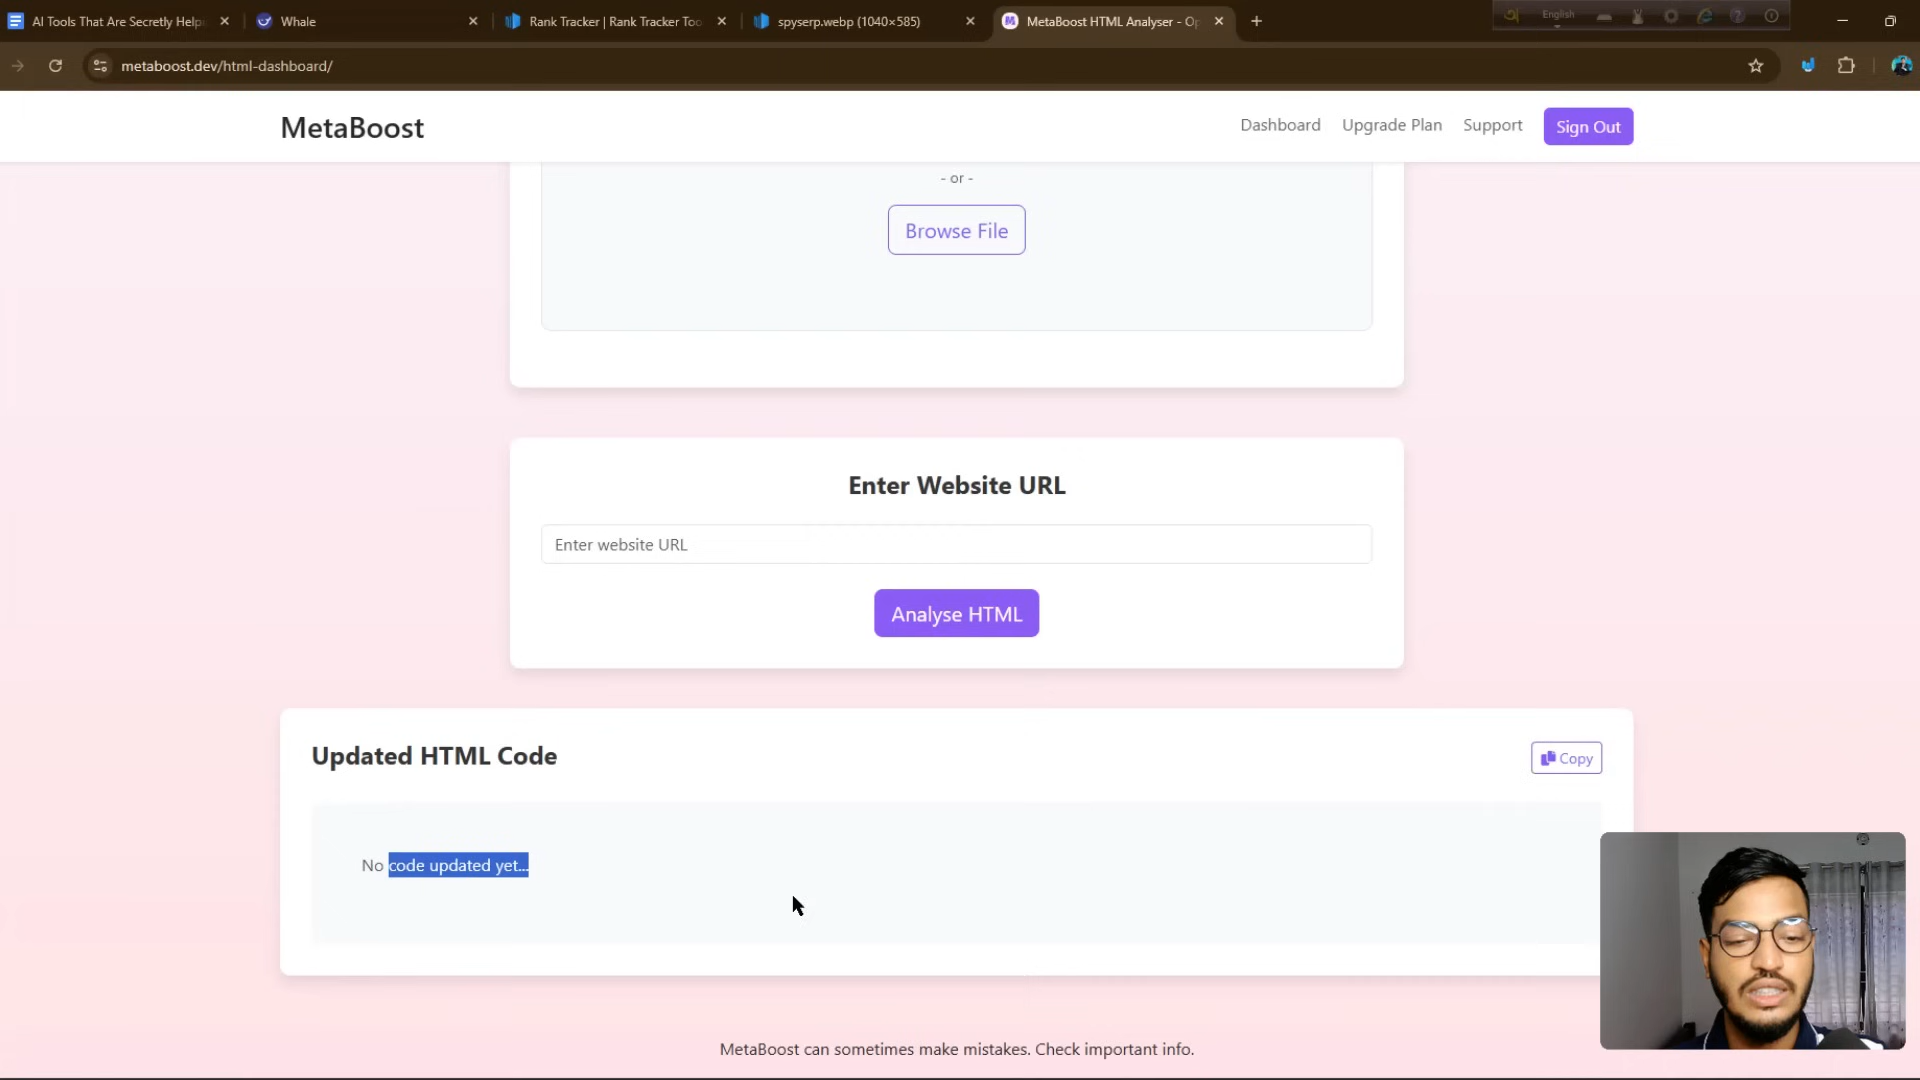 AI Tools That Are Secretly Help
Whale
Rank Tracker | Rank Tracker Too
spyserp.webp (1040×585)
MetaBoost HTML Analyser - Op
English
metaboost.dev/html-dashboard/
MetaBoost
Dashboard
Upgrade Plan
Support
Sign Out
- or -
Browse File
Enter Website URL
Enter website URL
Analyse HTML
Updated HTML Code
Copy
No code updated yet...
MetaBoost can sometimes make mistakes. Check important info.